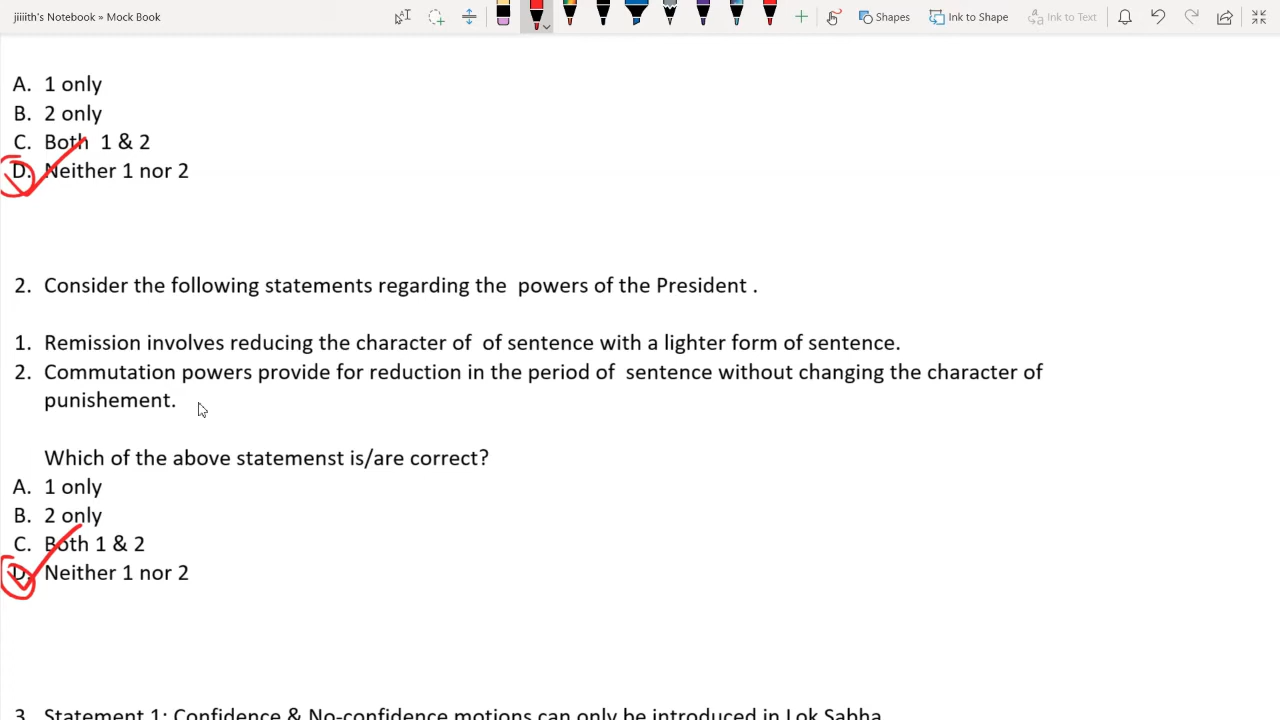 jiiiith's Notebook » Mock Book
Shapes
Ink to Shape
Ink to Text
A. 1 only
B. 2 only
C. Both 1 & 2
D. Neither 1 nor 2
2. Consider the following statements regarding the powers of the President .
1. Remission involves reducing the character of of sentence with a lighter form of sentence.
2. Commutation powers provide for reduction in the period of sentence without changing the character of
punishement.
Which of the above statemenst is/are correct?
A. 1 only
B. 2 only
C. Both 1 & 2
D. Neither 1 nor 2
3. Statement 1: Confidence & No-confidence motions can only be introduced in Lok Sabha